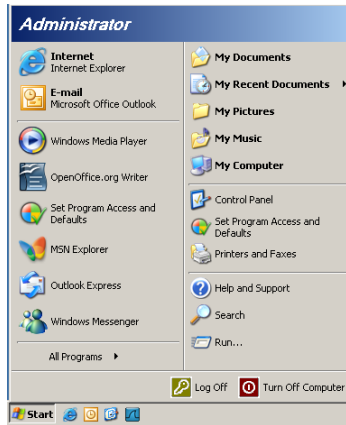 Administrator
Internet
Internet Explorer
E-mail
Microsoft Office Outlook
Windows Media Player
OpenOffice.org Writer
Set Program Access and
Defaults
MSN Explorer
Outlook Express
Windows Messenger
All Programs
My Documents
My Recent Documents
My Pictures
My Music
My Computer
Control Panel
Set Program Access and
Defaults
Printers and Faxes
Help and Support
Search
Run...
Log Off
Turn Off Computer
Start